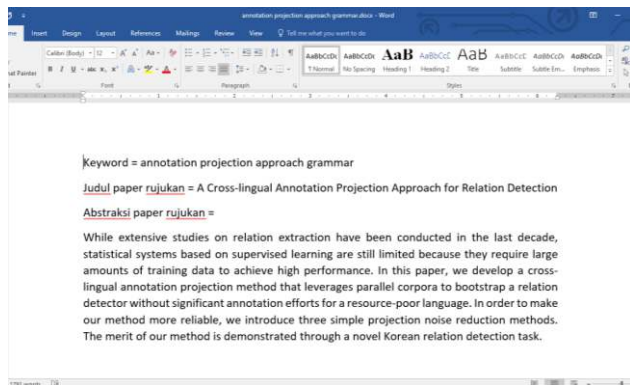 annotation projection approach grammar.docx - Word
Insert Design Layout References Mailings Review View Tell me what you want to do
Calibri (Body) 12
AaBbCcDc AaBbCcDc AaB AaBbCcC AaB AaBbCcC AaBbCcDc AaBbCcDc
Format Painter
¶ Normal No Spacing Heading 1 Heading 2 Title Subtitle Subtle Em... Emphasis
Font Paragraph Styles
Keyword = annotation projection approach grammar
Judul paper rujukan = A Cross-lingual Annotation Projection Approach for Relation Detection
Abstraksi paper rujukan =
While extensive studies on relation extraction have been conducted in the last decade,
statistical systems based on supervised learning are still limited because they require large
amounts of training data to achieve high performance. In this paper, we develop a cross-
lingual annotation projection method that leverages parallel corpora to bootstrap a relation
detector without significant annotation efforts for a resource-poor language. In order to make
our method more reliable, we introduce three simple projection noise reduction methods.
The merit of our method is demonstrated through a novel Korean relation detection task.